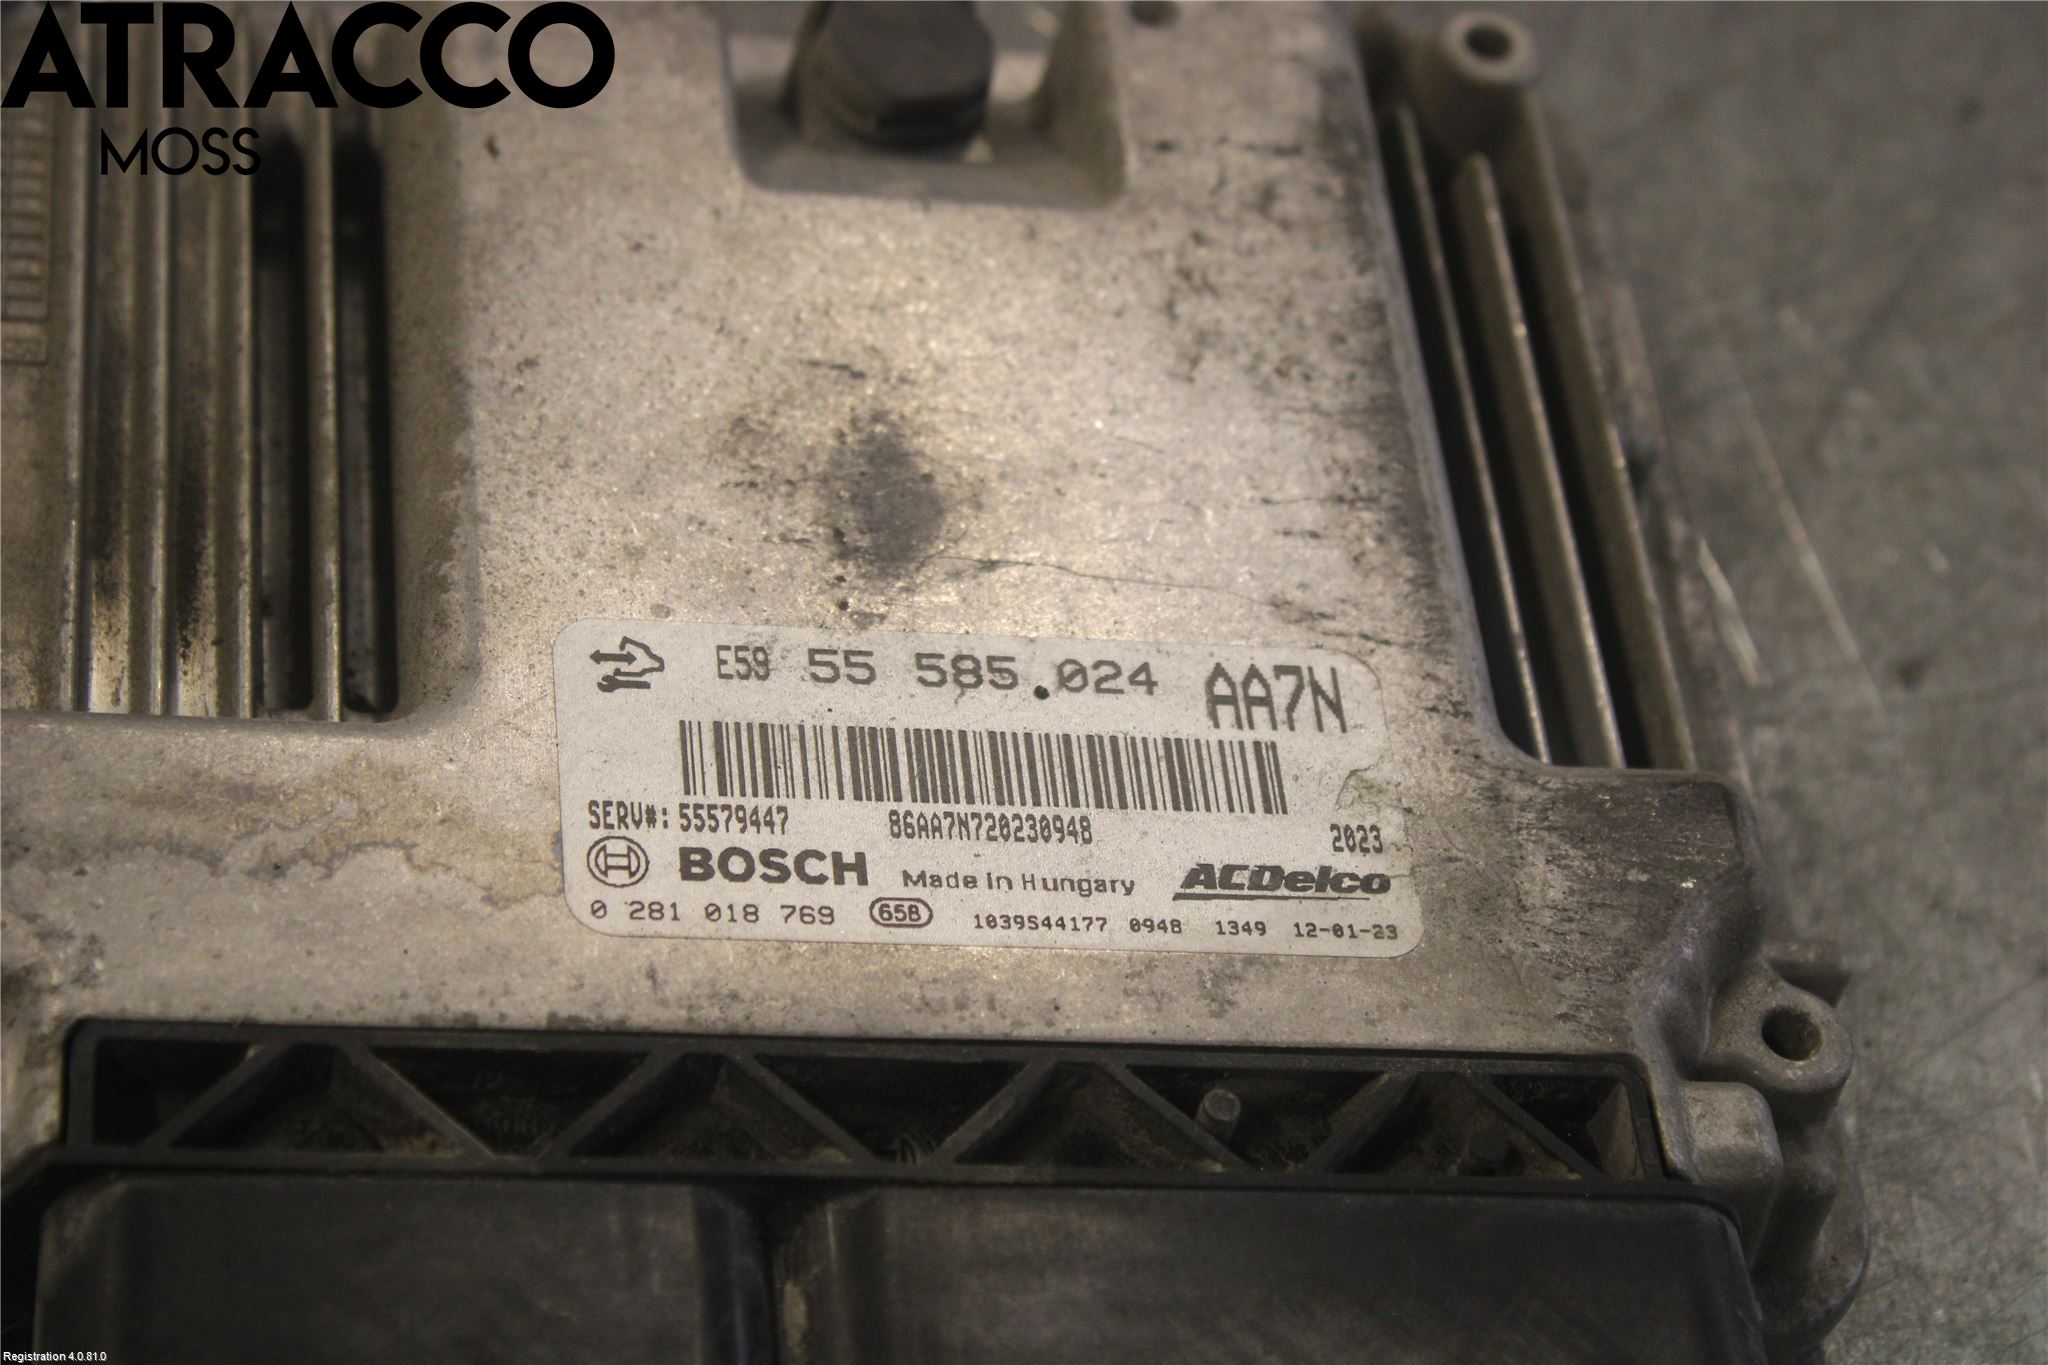 ATRACCO
MOSS
E59 55 585.024 AA7N
SERV#: 55579447 86AA7N720230948 2023
BOSCH Made in Hungary ACDelco
0 281 018 769 65B 1039S44177 0948 1349 12-01-23
Registration 4.0.81.0